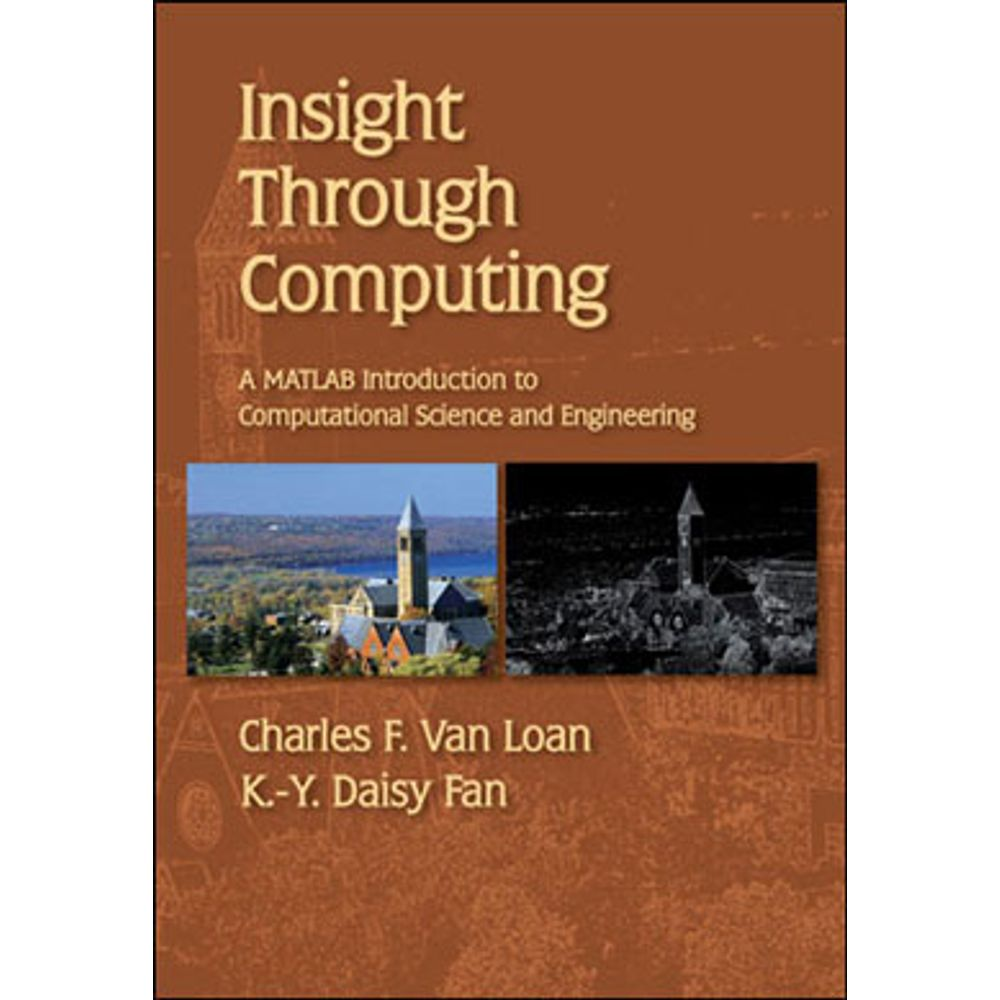 Insight
Through
Computing
A MATLAB Introduction to
Computational Science and Engineering
Charles F. Van Loan
K.-Y. Daisy Fan